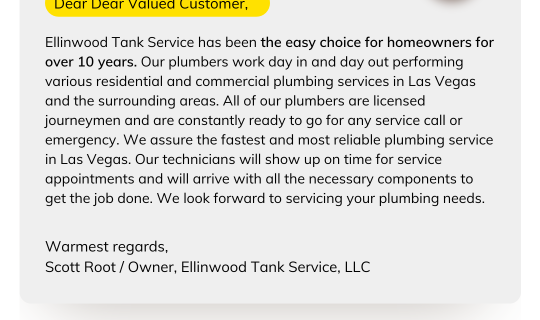 Dear Dear Valued Customer,
Ellinwood Tank Service has been the easy choice for homeowners for
over 10 years. Our plumbers work day in and day out performing
various residential and commercial plumbing services in Las Vegas
and the surrounding areas. All of our plumbers are licensed
journeymen and are constantly ready to go for any service call or
emergency. We assure the fastest and most reliable plumbing service
in Las Vegas. Our technicians will show up on time for service
appointments and will arrive with all the necessary components to
get the job done. We look forward to servicing your plumbing needs.
Warmest regards,
Scott Root / Owner, Ellinwood Tank Service, LLC